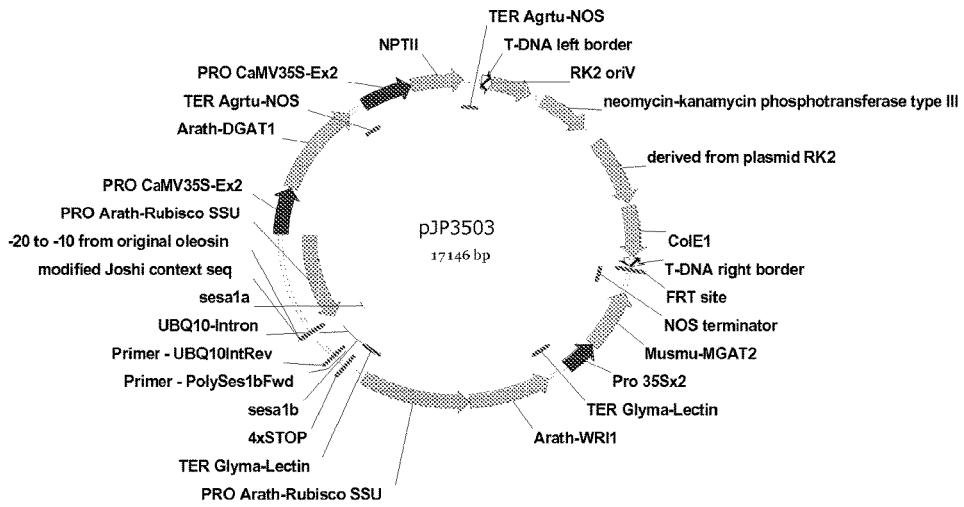 TER Agrtu-NOS
T-DNA left border
NPTII
RK2 oriV
PRO CaMV35S-Ex2
neomycin-kanamycin phosphotransferase type III
TER Agrtu-NOS
Arath-DGAT1
derived from plasmid RK2
PRO CaMV35S-Ex2
PRO Arath-Rubisco SSU
pJP3503
-20 to -10 from original oleosin
ColE1
17146 bp
modified Joshi context seq
T-DNA right border
sesa1a
FRT site
UBQ10-Intron
NOS terminator
Primer - UBQ10IntRev
Musmu-MGAT2
Primer - PolySes1bFwd
Pro 35Sx2
sesa1b
TER Glyma-Lectin
4xSTOP
Arath-WRI1
TER Glyma-Lectin
PRO Arath-Rubisco SSU